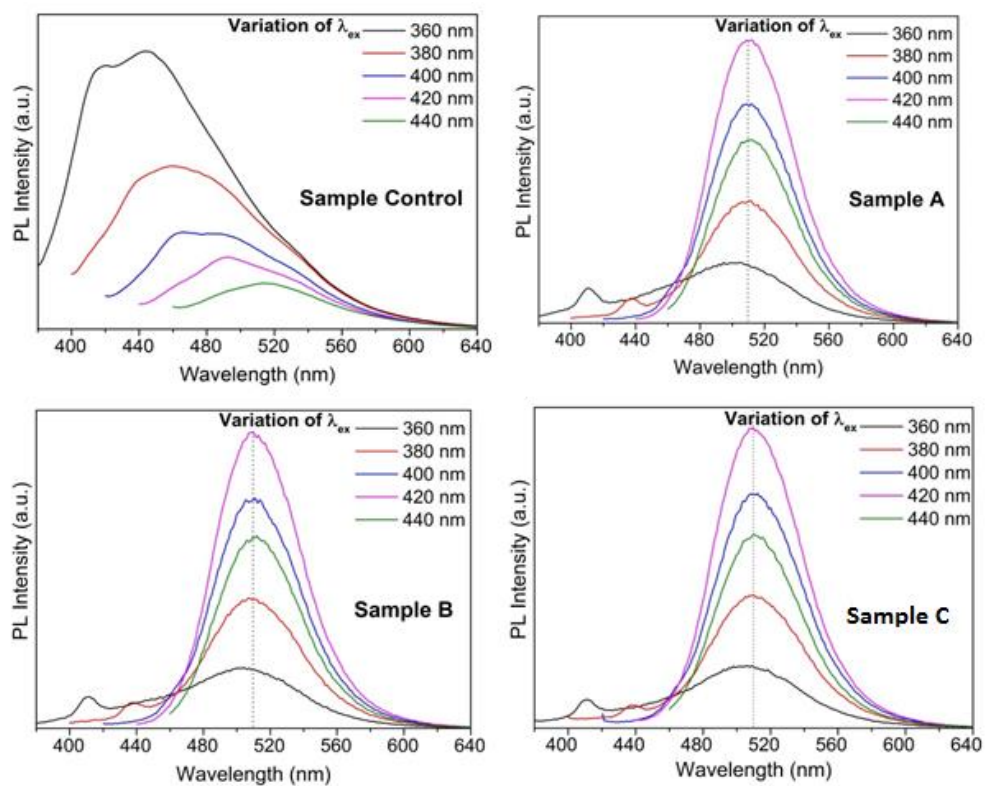 Variation of λex
360 nm
380 nm
400 nm
420 nm
440 nm
Sample Control
PL Intensity (a.u.)
400 440 480 520 560 600 640
Wavelength (nm)
Variation of λex
360 nm
380 nm
400 nm
420 nm
440 nm
Sample A
PL Intensity (a.u.)
400 440 480 520 560 600 640
Wavelength (nm)
Variation of λex
360 nm
380 nm
400 nm
420 nm
440 nm
Sample B
PL Intensity (a.u.)
400 440 480 520 560 600 640
Wavelength (nm)
Variation of λex
360 nm
380 nm
400 nm
420 nm
440 nm
Sample C
PL Intensity (a.u.)
400 440 480 520 560 600 640
Wavelength (nm)